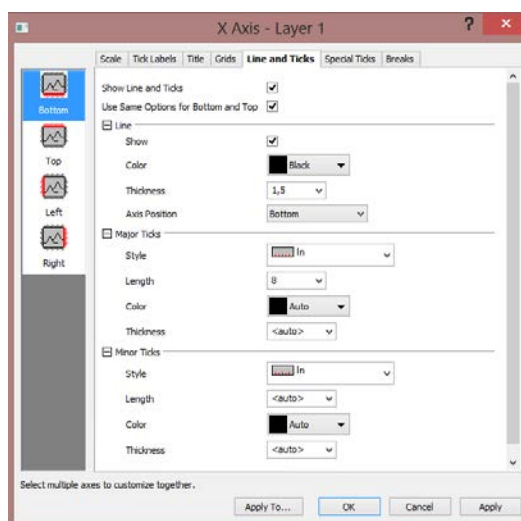 X Axis - Layer 1
Scale Tick Labels Title Grids Line and Ticks Special Ticks Breaks
Bottom
Top
Left
Right
Show Line and Ticks
Use Same Options for Bottom and Top
Line
Show
Color Black
Thickness 1,5
Axis Position Bottom
Major Ticks
Style In
Length 8
Color Auto
Thickness <auto>
Minor Ticks
Style In
Length <auto>
Color Auto
Thickness <auto>
Select multiple axes to customize together.
Apply To... OK Cancel Apply